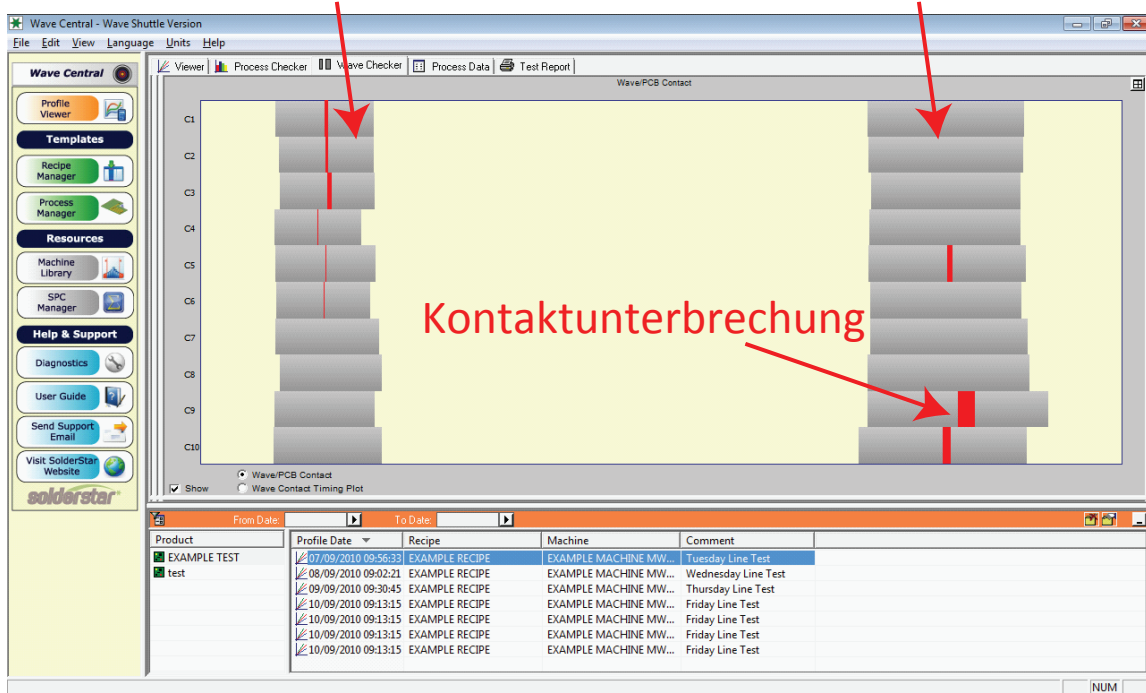 Wave Central - Wave Shuttle Version
File Edit View Language Units Help
Wave Central
Profile
Viewer
Templates
Recipe
Manager
Process
Manager
Resources
Machine
Library
SPC
Manager
Help & Support
Diagnostics
User Guide
Send Support
Email
Visit SolderStar
Website
solderstar
Viewer
Process Checker
Wave Checker
Process Data
Test Report
Wave/PCB Contact
C1
C2
C3
C4
C5
C6
C7
C8
C9
C10
Kontaktunterbrechung
Show
Wave/PCB Contact
Wave Contact Timing Plot
From Date:
To Date:
Product
EXAMPLE TEST
test
Profile Date Recipe Machine Comment
07/09/2010 09:56:33 EXAMPLE RECIPE EXAMPLE MACHINE MW... Tuesday Line Test
08/09/2010 09:02:21 EXAMPLE RECIPE EXAMPLE MACHINE MW... Wednesday Line Test
09/09/2010 09:30:45 EXAMPLE RECIPE EXAMPLE MACHINE MW... Thursday Line Test
10/09/2010 09:13:15 EXAMPLE RECIPE EXAMPLE MACHINE MW... Friday Line Test
10/09/2010 09:13:15 EXAMPLE RECIPE EXAMPLE MACHINE MW... Friday Line Test
10/09/2010 09:13:15 EXAMPLE RECIPE EXAMPLE MACHINE MW... Friday Line Test
10/09/2010 09:13:15 EXAMPLE RECIPE EXAMPLE MACHINE MW... Friday Line Test
NUM